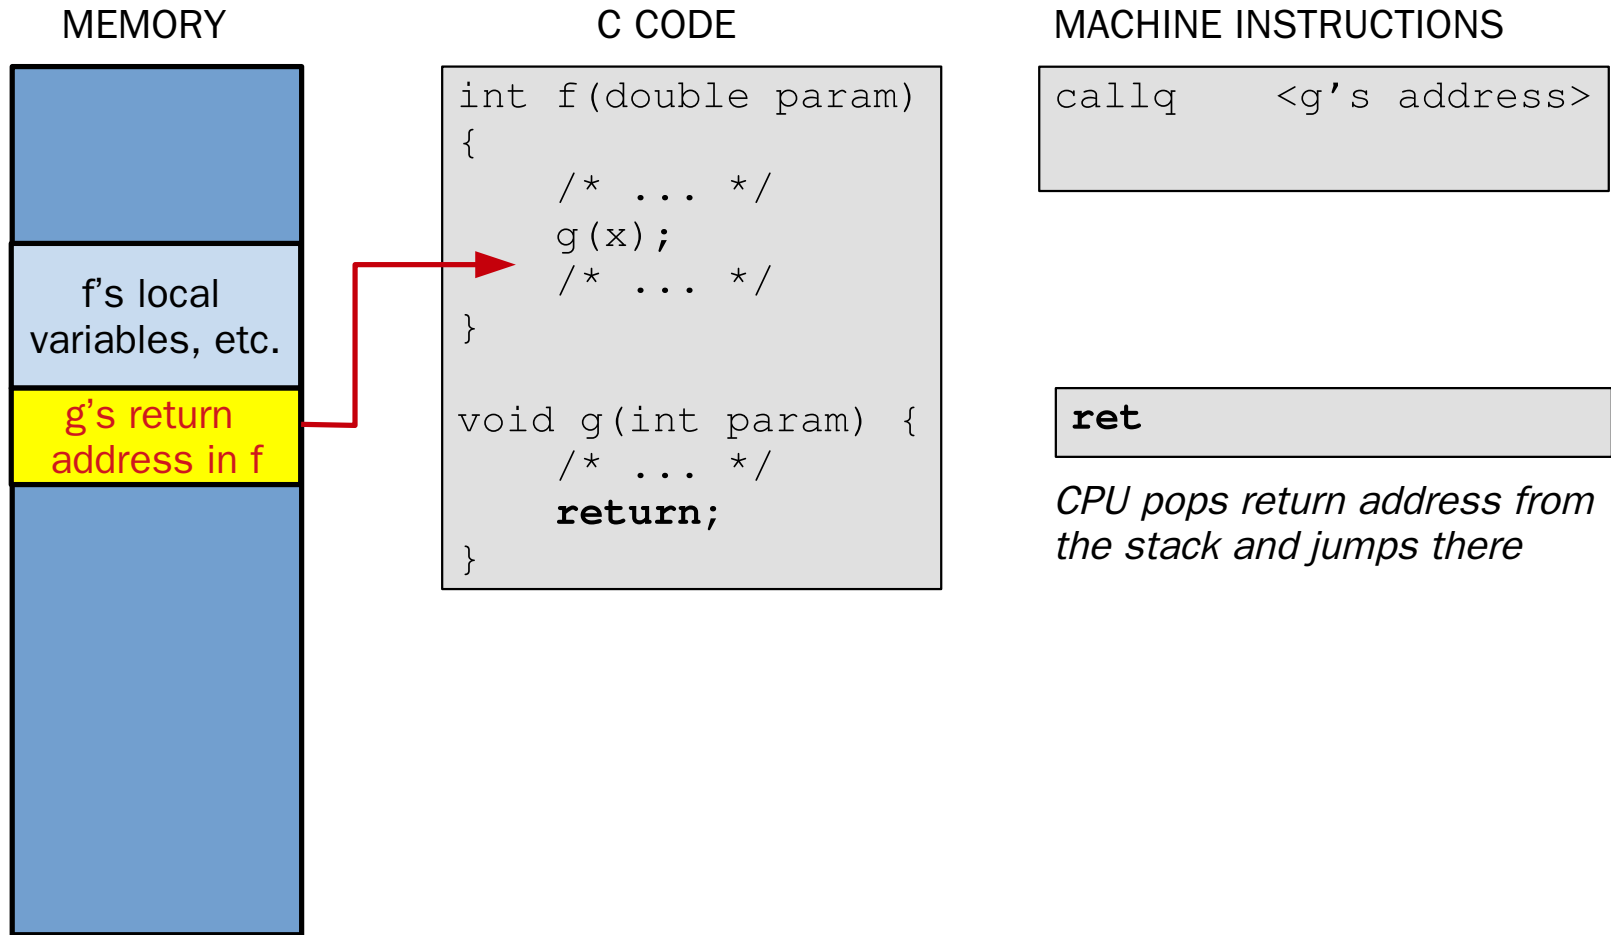 MEMORY
f’s local
variables, etc.
g’s return
address in f
C CODE
int f(double param)
{
    /* ... */
    g(x);
    /* ... */
}
void g(int param) {
    /* ... */
    return;
}
MACHINE INSTRUCTIONS
callq    <g’s address>
ret
CPU pops return address from
the stack and jumps there